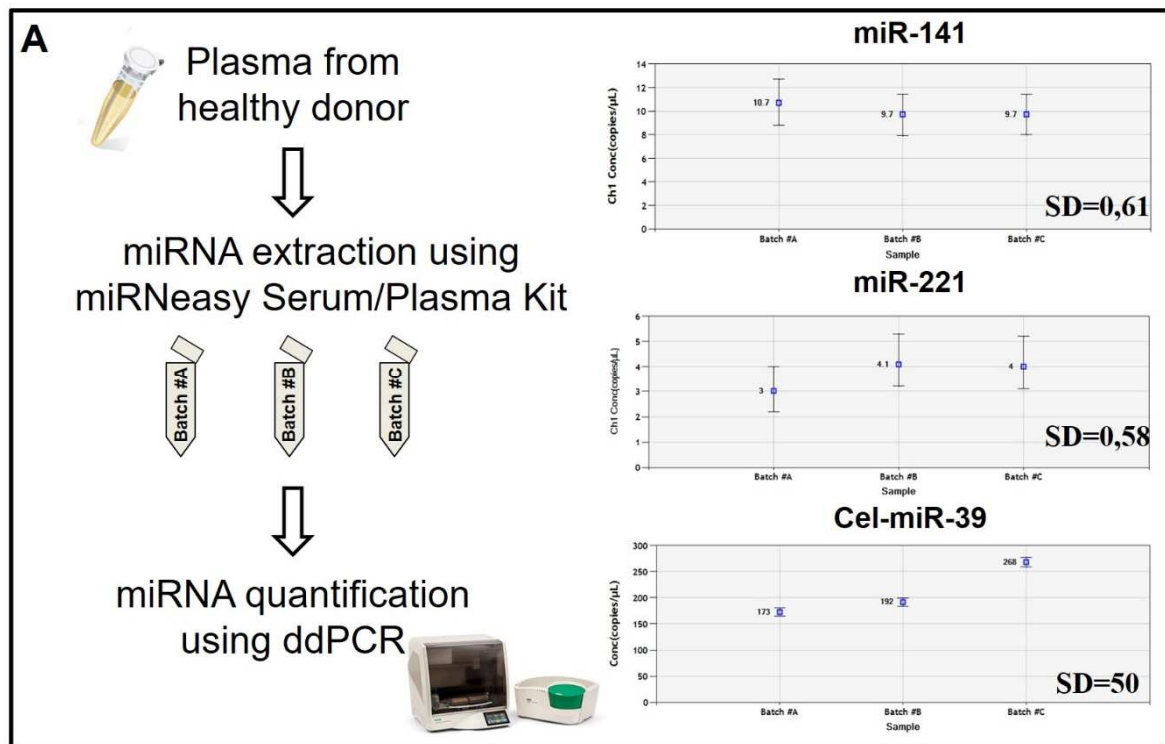 A
Plasma from
healthy donor
miRNA extraction using
miRNeasy Serum/Plasma Kit
Batch #A
Batch #B
Batch #C
miRNA quantification
using ddPCR
miR-141
Ch1 Conc(copies/µL)
14
12
10
8
6
4
2
0
10.7
9.7
9.7
SD=0,61
Batch #A Batch #B Batch #C
Sample
miR-221
Ch1 Conc(copies/µL)
6
5
4
3
2
1
0
3
4.1
4
SD=0,58
Batch #A Batch #B Batch #C
Sample
Cel-miR-39
Conc(copies/µL)
300
250
200
150
100
50
0
173
192
268
SD=50
Batch #A Batch #B Batch #C
Sample